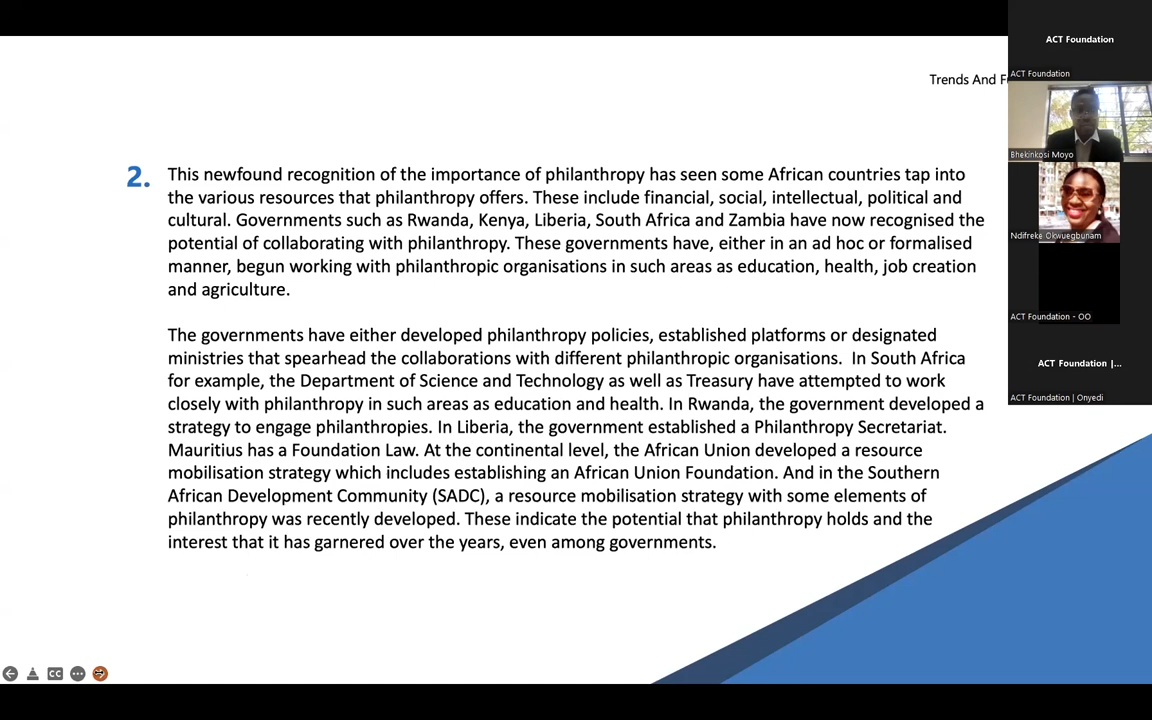 ACT Foundation
ACT Foundation
Trends And F
Bhekinkosi Moyo
Ndifreke Okwuegbunam
ACT Foundation - OO
ACT Foundation |...
ACT Foundation | Onyedi
2.
This newfound recognition of the importance of philanthropy has seen some African countries tap into
the various resources that philanthropy offers. These include financial, social, intellectual, political and
cultural. Governments such as Rwanda, Kenya, Liberia, South Africa and Zambia have now recognised the
potential of collaborating with philanthropy. These governments have, either in an ad hoc or formalised
manner, begun working with philanthropic organisations in such areas as education, health, job creation
and agriculture.
The governments have either developed philanthropy policies, established platforms or designated
ministries that spearhead the collaborations with different philanthropic organisations. In South Africa
for example, the Department of Science and Technology as well as Treasury have attempted to work
closely with philanthropy in such areas as education and health. In Rwanda, the government developed a
strategy to engage philanthropies. In Liberia, the government established a Philanthropy Secretariat.
Mauritius has a Foundation Law. At the continental level, the African Union developed a resource
mobilisation strategy which includes establishing an African Union Foundation. And in the Southern
African Development Community (SADC), a resource mobilisation strategy with some elements of
philanthropy was recently developed. These indicate the potential that philanthropy holds and the
interest that it has garnered over the years, even among governments.
CC